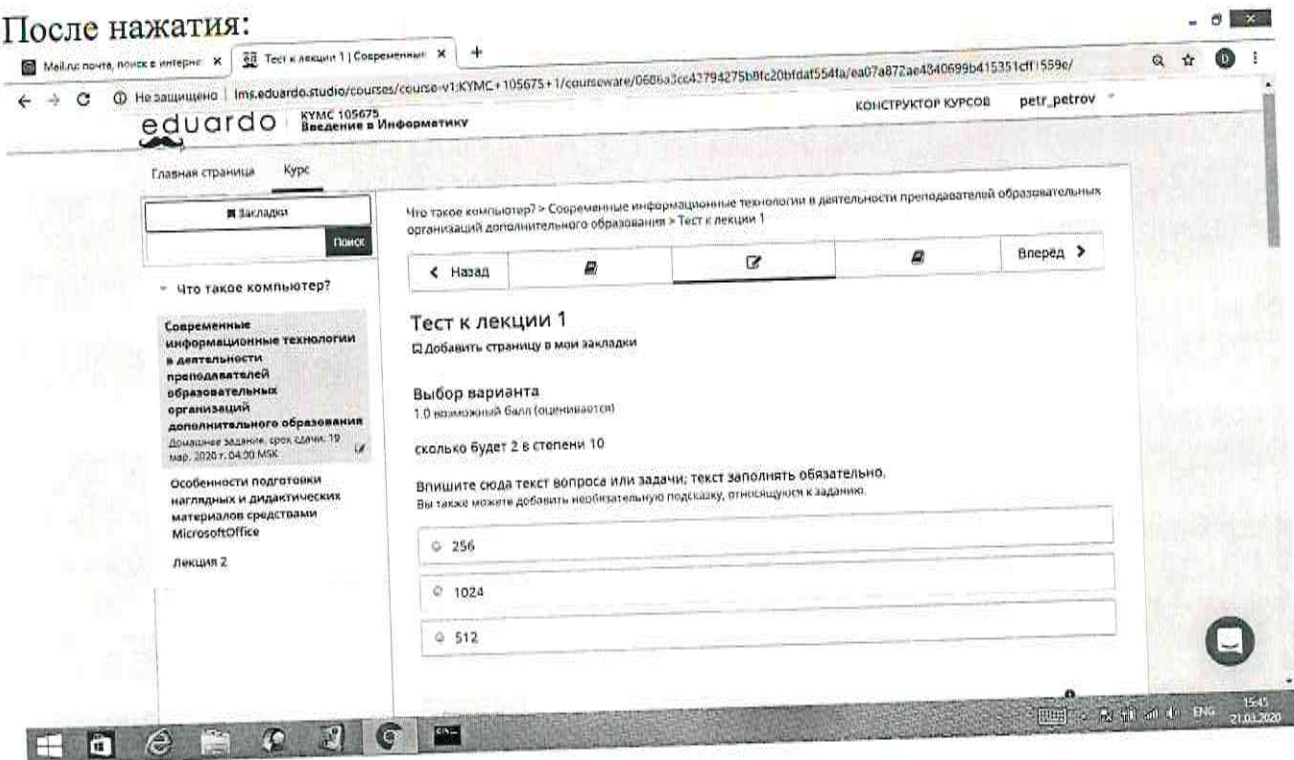 После нажатия:
Mail.ru: почта, поиск в интерне
Тест к лекции 1 | Современные
Не защищено
lms.eduardo.studio/courses/course-v1:KYMC+105675+1/courseware/
КОНСТРУКТОР КУРСОВ
petr_petrov
eduardo
KYMC 105675
Введение в Информатику
Главная страница
Курс
Закладки
Поиск
Что такое компьютер?
Современные
информационные технологии
в деятельности
преподавателей
образовательных
организаций
дополнительного образования
Домашнее задание, срок сдачи: 19
мар. 2020 г. 04:00 MSK
Особенности подготовки
наглядных и дидактических
материалов средствами
MicrosoftOffice
Лекция 2
Что такое компьютер? > Современные информационные технологии в деятельности преподавателей образовательных
организаций дополнительного образования > Тест к лекции 1
Назад
Вперёд
Тест к лекции 1
Добавить страницу в мои закладки
Выбор варианта
1.0 возможный балл (оценивается)
сколько будет 2 в степени 10
Впишите сюда текст вопроса или задачи; текст заполнять обязательно.
Вы также можете добавить необязательную подсказку, относящуюся к заданию.
256
1024
512
ENG
15:45
21.03.2020